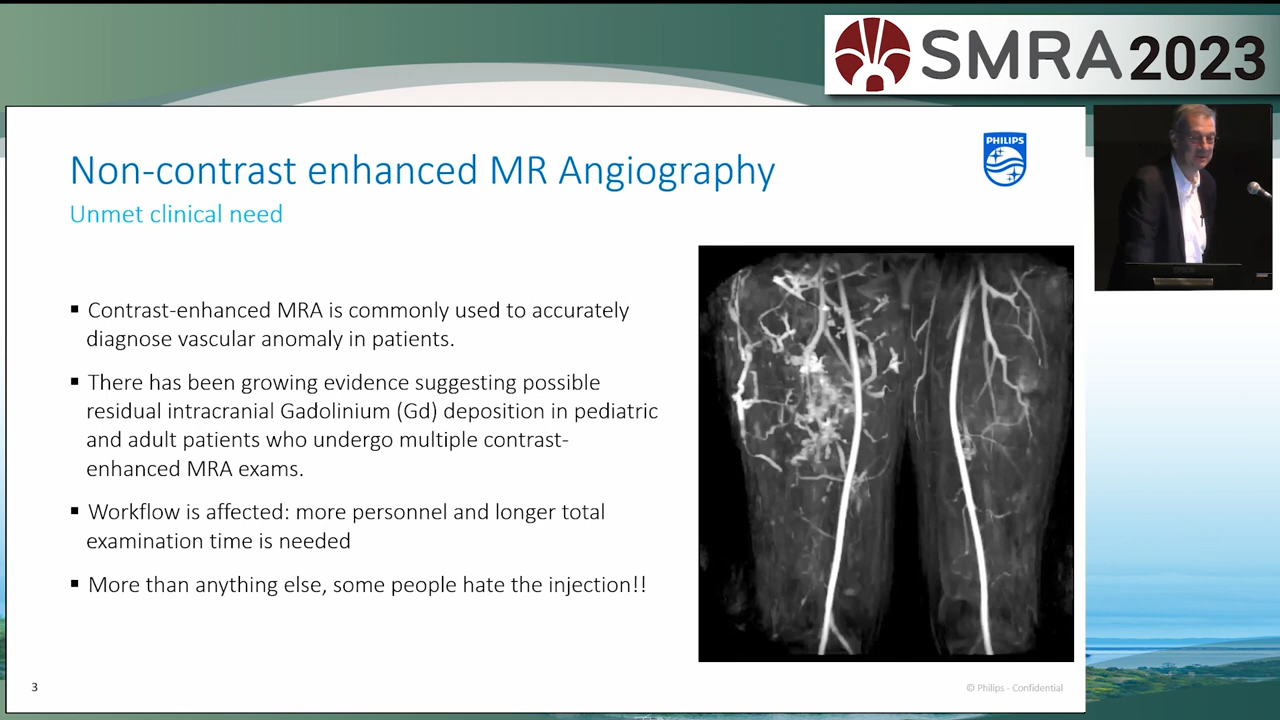 SMRA 2023
PHILIPS
Non-contrast enhanced MR Angiography
Unmet clinical need
▪ Contrast-enhanced MRA is commonly used to accurately
diagnose vascular anomaly in patients.
▪ There has been growing evidence suggesting possible
residual intracranial Gadolinium (Gd) deposition in pediatric
and adult patients who undergo multiple contrast-
enhanced MRA exams.
▪ Workflow is affected: more personnel and longer total
examination time is needed
▪ More than anything else, some people hate the injection!!
3
© Philips - Confidential